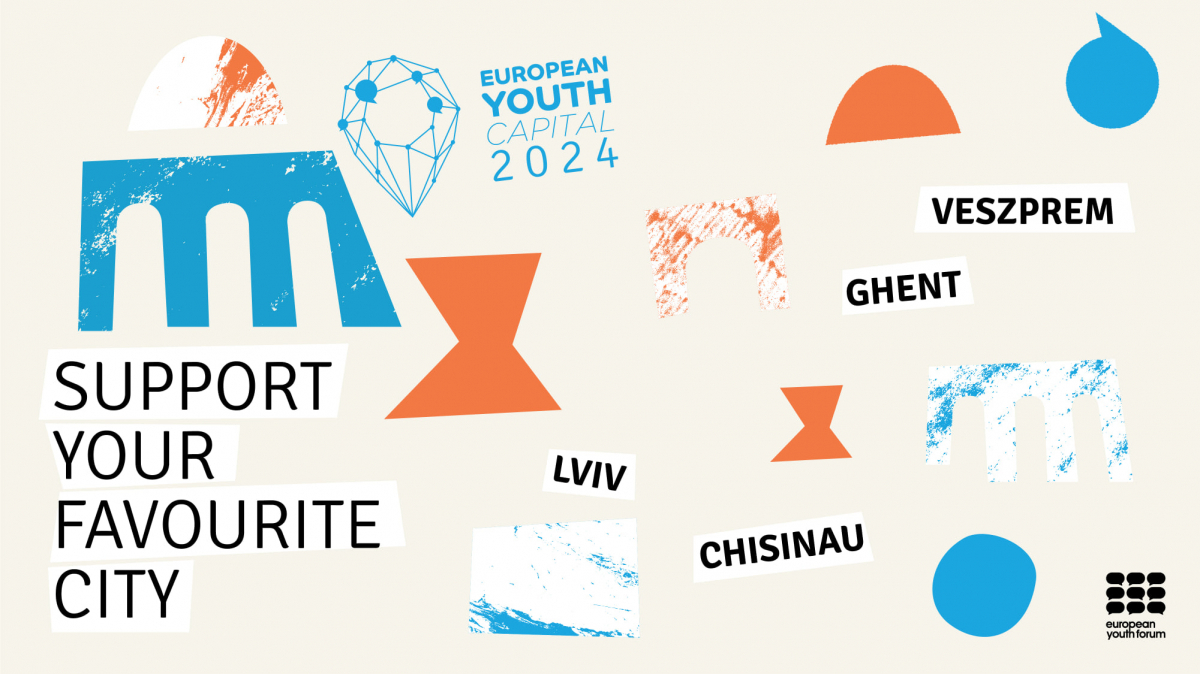 EUROPEAN
YOUTH
CAPITAL
2024
VESZPREM
GHENT
SUPPORT
YOUR
FAVOURITE
CITY
LVIV
CHISINAU
european
youth forum